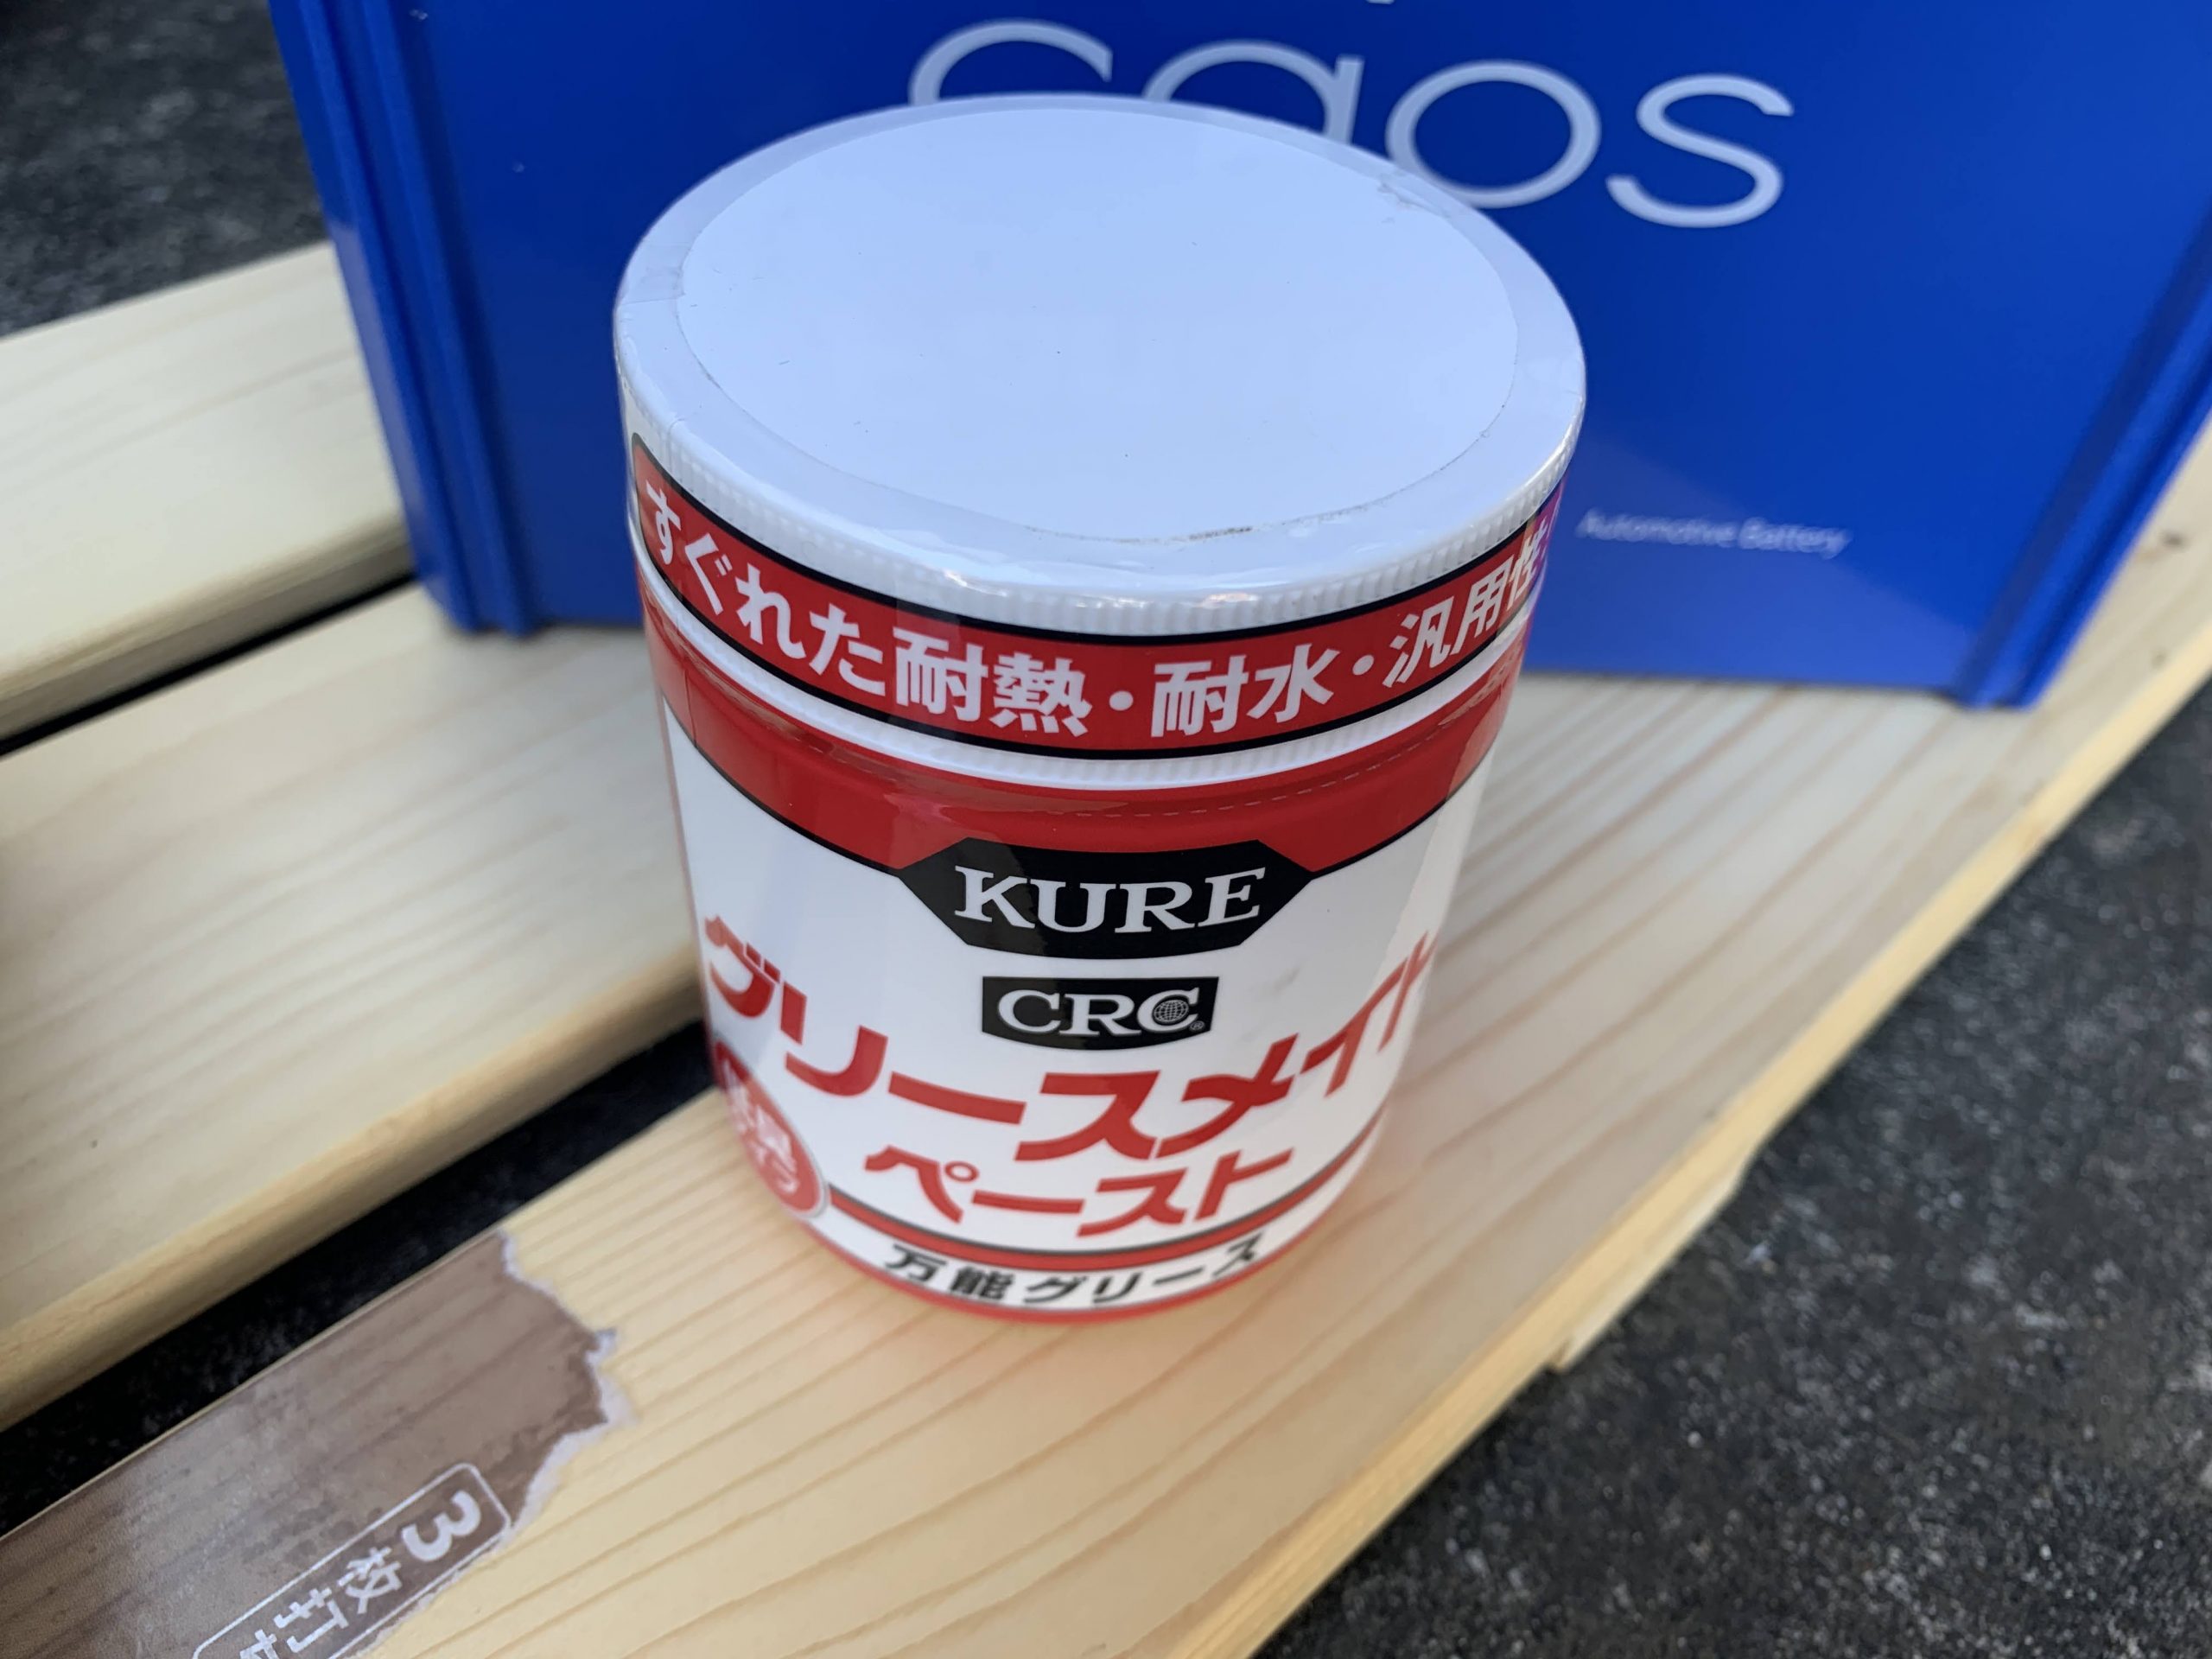 caos
Automotive Battery
すぐれた耐熱・耐水・汎用性
KURE
CRC
グリースメイト
ペースト
万能グリース
3枚打